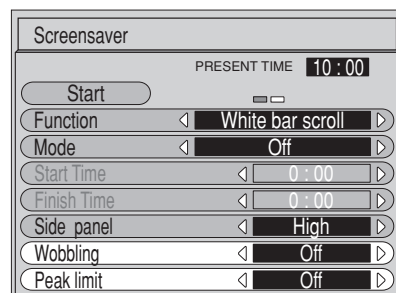 Screensaver
PRESENT TIME 10 : 00
Start
Function White bar scroll
Mode Off
Start Time 0 : 00
Finish Time 0 : 00
Side panel High
Wobbling Off
Peak limit Off